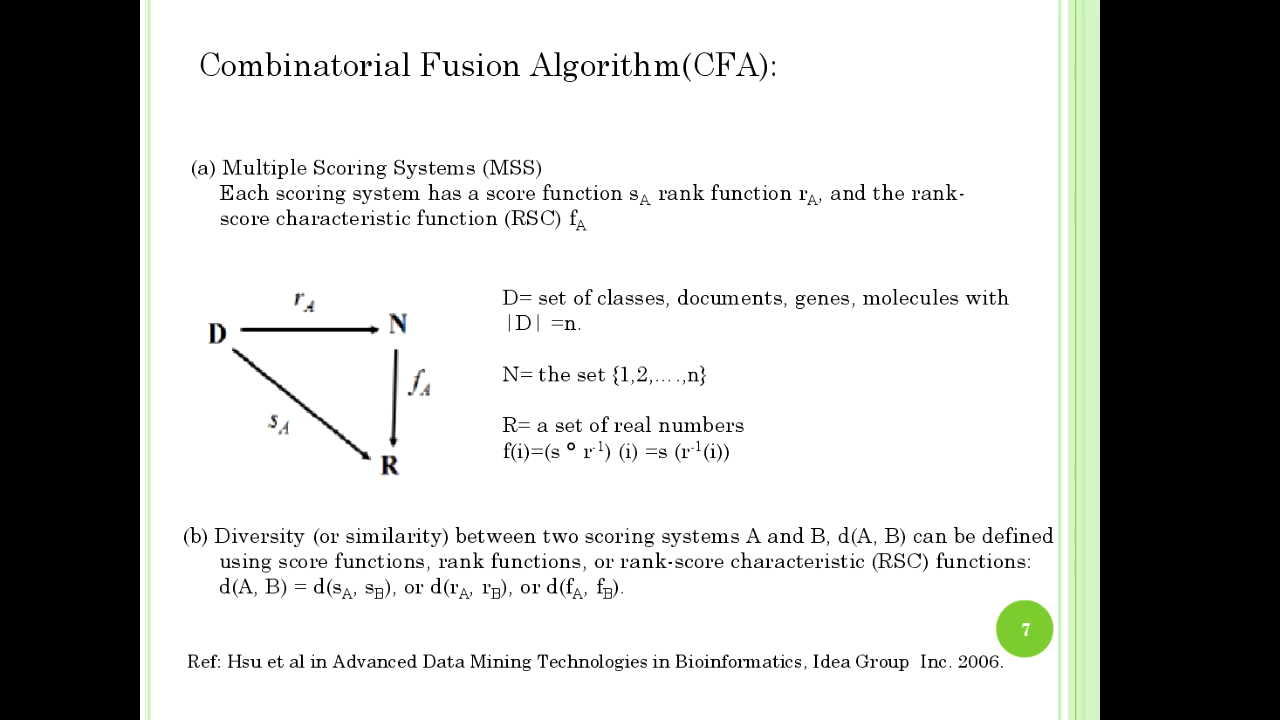 Combinatorial Fusion Algorithm(CFA):
(a) Multiple Scoring Systems (MSS)
Each scoring system has a score function sA rank function rA, and the rank-
score characteristic function (RSC) fA
rA
D
N
fA
sA
R
D= set of classes, documents, genes, molecules with
|D| =n.
N= the set {1,2,….,n}
R= a set of real numbers
f(i)=(s ° r-1) (i) =s (r-1(i))
(b) Diversity (or similarity) between two scoring systems A and B, d(A, B) can be defined
using score functions, rank functions, or rank-score characteristic (RSC) functions:
d(A, B) = d(sA, sB), or d(rA, rB), or d(fA, fB).
7
Ref: Hsu et al in Advanced Data Mining Technologies in Bioinformatics, Idea Group Inc. 2006.